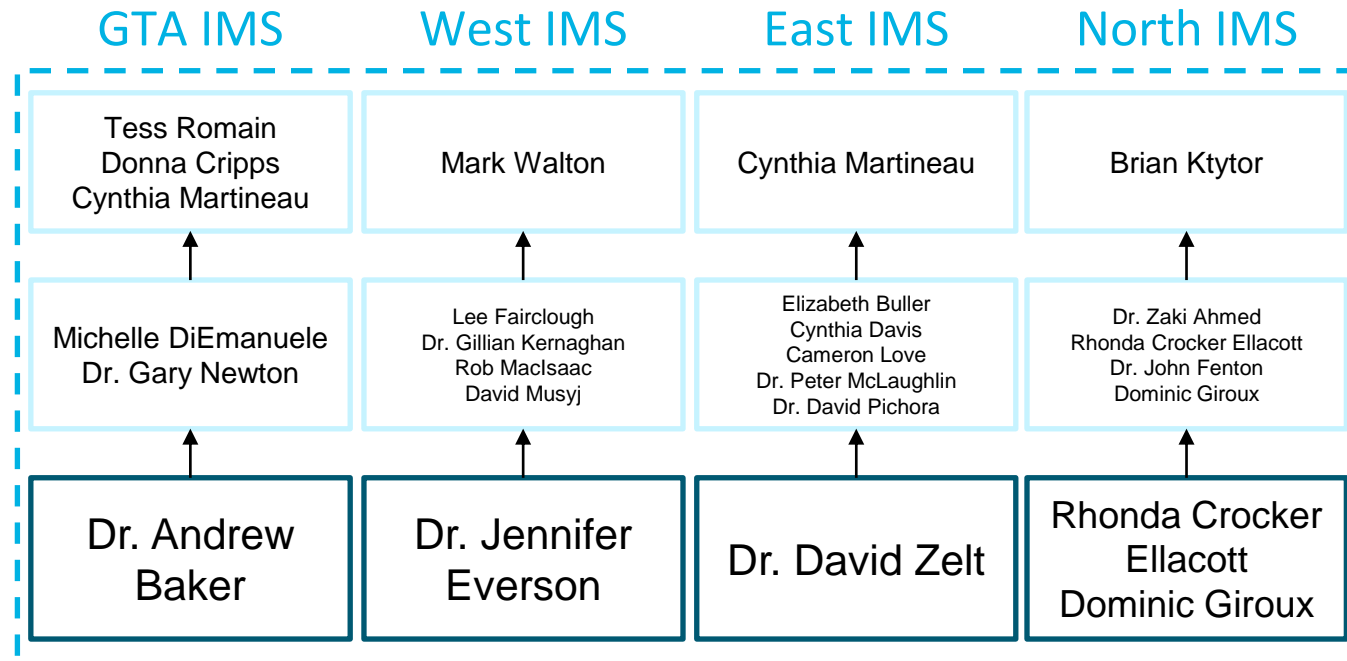 GTA IMS
West IMS
East IMS
North IMS
Tess Romain
Donna Cripps
Cynthia Martineau
Mark Walton
Cynthia Martineau
Brian Ktytor
Michelle DiEmanuele
Dr. Gary Newton
Lee Fairclough
Dr. Gillian Kernaghan
Rob MacIsaac
David Musyj
Elizabeth Buller
Cynthia Davis
Cameron Love
Dr. Peter McLaughlin
Dr. David Pichora
Dr. Zaki Ahmed
Rhonda Crocker Ellacott
Dr. John Fenton
Dominic Giroux
Dr. Andrew
Baker
Dr. Jennifer
Everson
Dr. David Zelt
Rhonda Crocker
Ellacott
Dominic Giroux